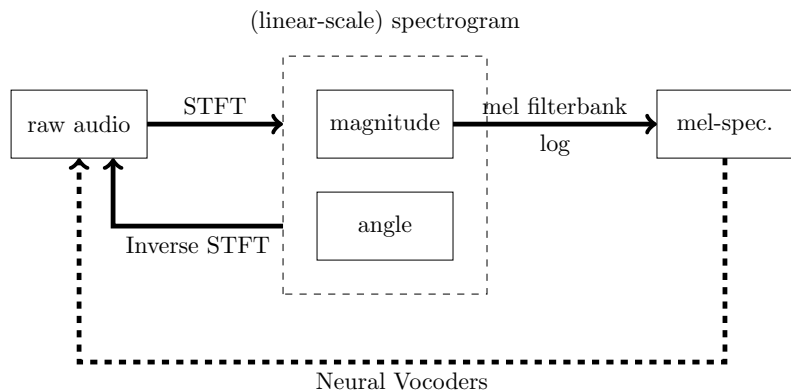 (linear-scale) spectrogram
raw audio
STFT
magnitude
mel filterbank
log
mel-spec.
angle
Inverse STFT
Neural Vocoders